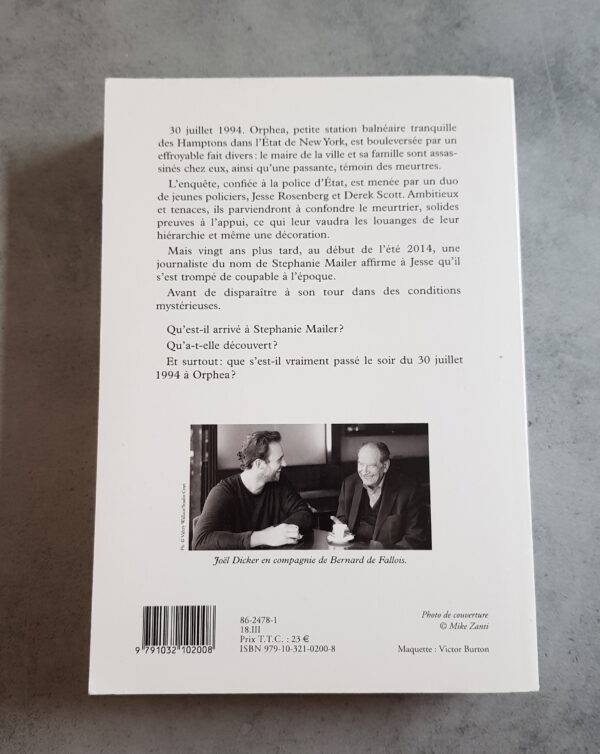 30 juillet 1994. Orphea, petite station balnéaire tranquille
des Hamptons dans l'État de New York, est bouleversée par un
effroyable fait divers : le maire de la ville et sa famille sont assas-
sinés chez eux, ainsi qu'une passante, témoin des meurtres.
L'enquête, confiée à la police d'État, est menée par un duo
de jeunes policiers, Jesse Rosenberg et Derek Scott. Ambitieux
et tenaces, ils parviendront à confondre le meurtrier, solides
preuves à l'appui, ce qui leur vaudra les louanges de leur
hiérarchie et même une décoration.
Mais vingt ans plus tard, au début de l'été 2014, une
journaliste du nom de Stephanie Mailer affirme à Jesse qu'il
s'est trompé de coupable à l'époque.
Avant de disparaître à son tour dans des conditions
mystérieuses.
Qu'est-il arrivé à Stephanie Mailer ?
Qu'a-t-elle découvert ?
Et surtout : que s'est-il vraiment passé le soir du 30 juillet
1994 à Orphea ?
Joël Dicker en compagnie de Bernard de Fallois.
86-2478-1
18.III
Prix T.T.C. : 23 €
ISBN 979-10-321-0200-8
9 791032 102008
Photo de couverture
© Mike Zanti
Maquette : Victor Burton